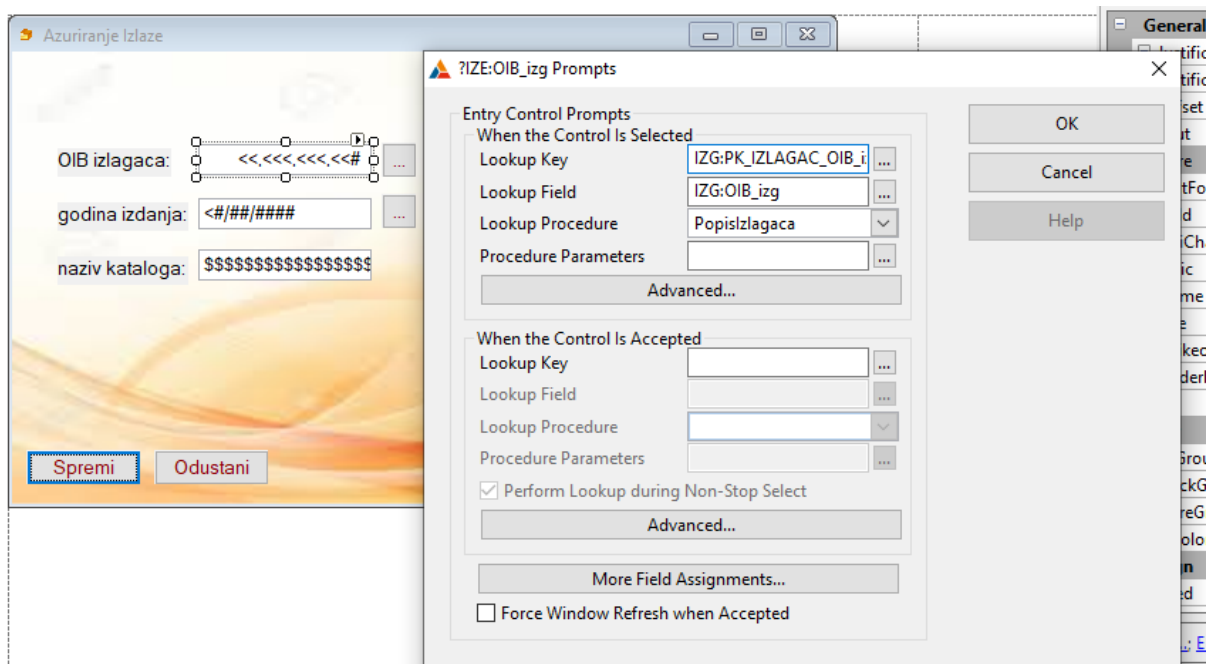 Azuriranje Izlaze
OIB izlagaca:
<<,<<<,<<<,<<#
...
godina izdanja:
<#/##/####
...
naziv kataloga:
$$$$$$$$$$$$$$$$$$
Spremi
Odustani
?IZE:OIB_izg Prompts
Entry Control Prompts
When the Control Is Selected
Lookup Key
IZG:PK_IZLAGAC_OIB_i
...
Lookup Field
IZG:OIB_izg
...
Lookup Procedure
PopisIzlagaca
Procedure Parameters
...
Advanced...
When the Control Is Accepted
Lookup Key
...
Lookup Field
...
Lookup Procedure
Procedure Parameters
...
Perform Lookup during Non-Stop Select
Advanced...
More Field Assignments...
Force Window Refresh when Accepted
OK
Cancel
Help
General